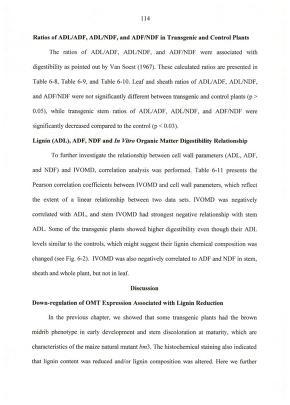 114
Ratios of ADL/ADF, ADL/NDF, and ADF/NDF in Transgenic and Control Plants
The ratios of ADL/ADF, ADL/NDF, and ADF/NDF were associated with
digestibility as pointed out by Van Soest (1967). These calculated ratios are presented in
Table 6-8, Table 6-9, and Table 6-10. Leaf and sheath ratios of ADL/ADF, ADL/NDF,
and ADF/NDF were not significantly different between transgenic and control plants (p >
0.05), while transgenic stem ratios of ADL/ADF, ADL/NDF, and ADF/NDF were
significantly decreased compared to the control (p < 0.03).
Lignin (ADL), ADF, NDF and In Vitro Organic Matter Digestibility Relationship
To further investigate the relationship between cell wall parameters (ADL, ADF,
and NDF) and IVOMD, correlation analysis was performed. Table 6-11 presents the
Pearson correlation coefficients between IVOMD and cell wall parameters, which reflect
the extent of a linear relationship between two data sets. IVOMD was negatively
correlated with ADL, and stem IVOMD had strongest negative relationship with stem
ADL. Some of the transgenic plants showed higher digestibility even though their ADL
levels similar to the controls, which might suggest their lignin chemical composition was
changed (see Fig. 6-2). IVOMD was also negatively correlated to ADF and NDF in stem,
sheath and whole plant, but not in leaf.
Discussion
Down-regulation of OMT Expression Associated with Lignin Reduction
In the previous chapter, we showed that some transgenic plants had the brown
midrib phenotype in early development and stem discoloration at maturity, which are
characteristics of the maize natural mutant bm3. The histochemical staining also indicated
that lignin content was reduced and/or lignin composition was altered. Here we further